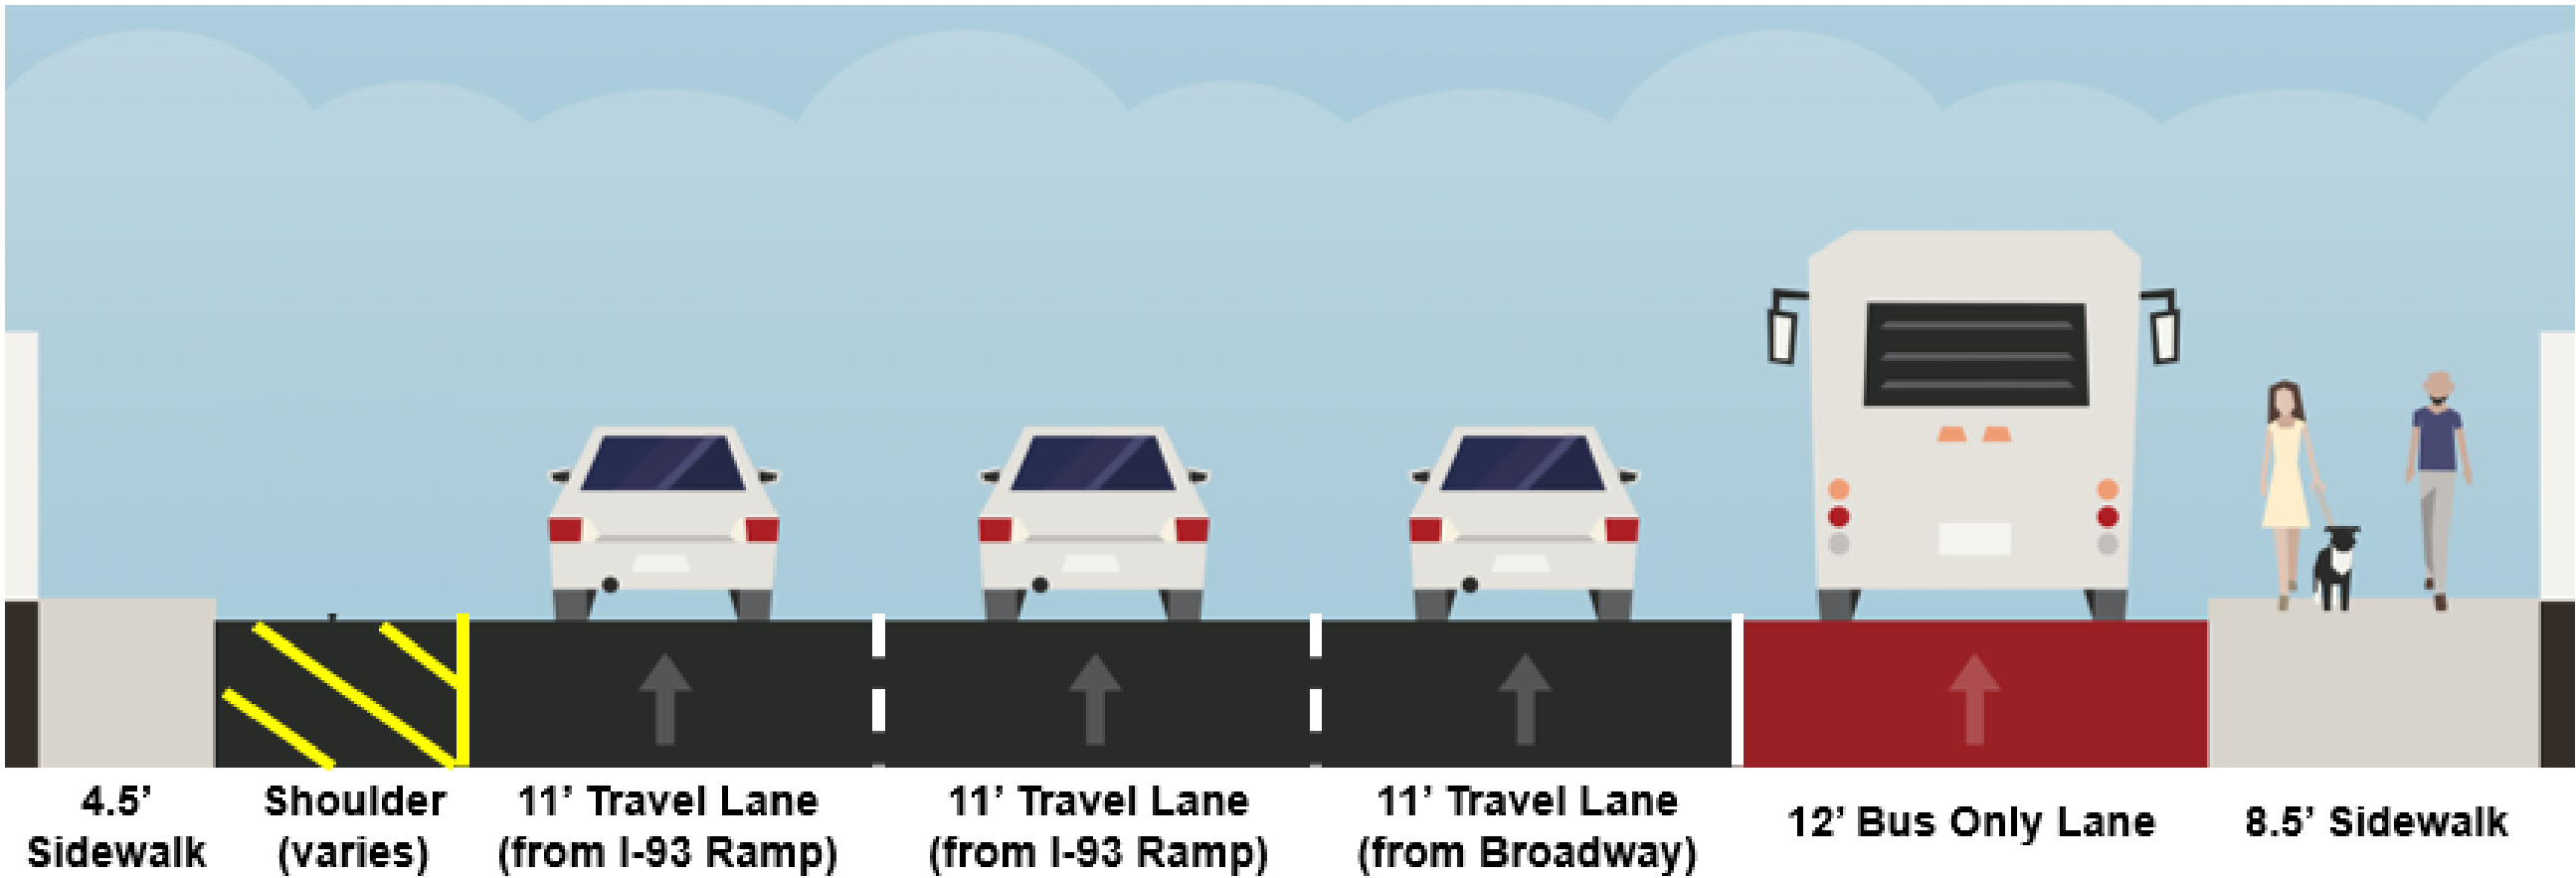 4.5’
Sidewalk
Shoulder
(varies)
11’ Travel Lane
(from I-93 Ramp)
11’ Travel Lane
(from I-93 Ramp)
11’ Travel Lane
(from Broadway)
12’ Bus Only Lane
8.5’ Sidewalk